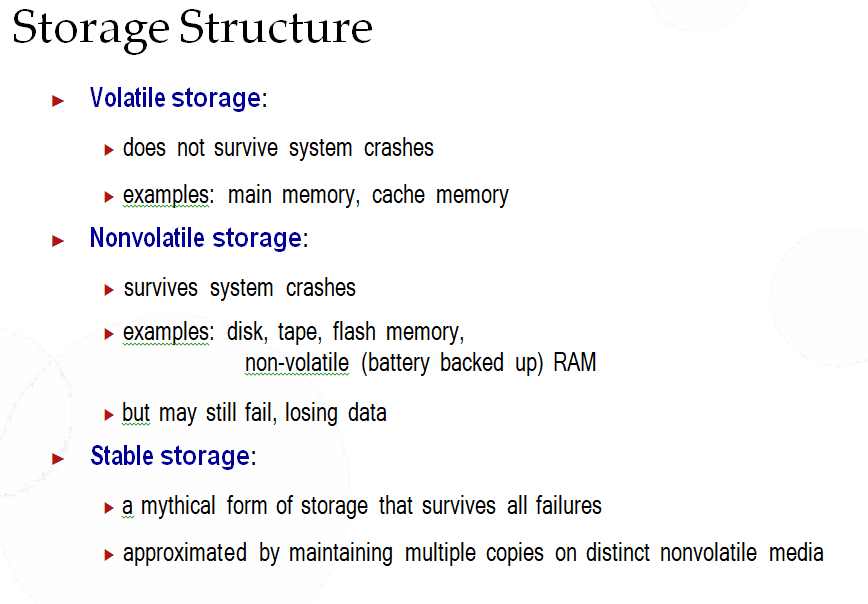 Storage Structure
Volatile storage:
does not survive system crashes
examples: main memory, cache memory
Nonvolatile storage:
survives system crashes
examples: disk, tape, flash memory,
non-volatile (battery backed up) RAM
but may still fail, losing data
Stable storage:
a mythical form of storage that survives all failures
approximated by maintaining multiple copies on distinct nonvolatile media